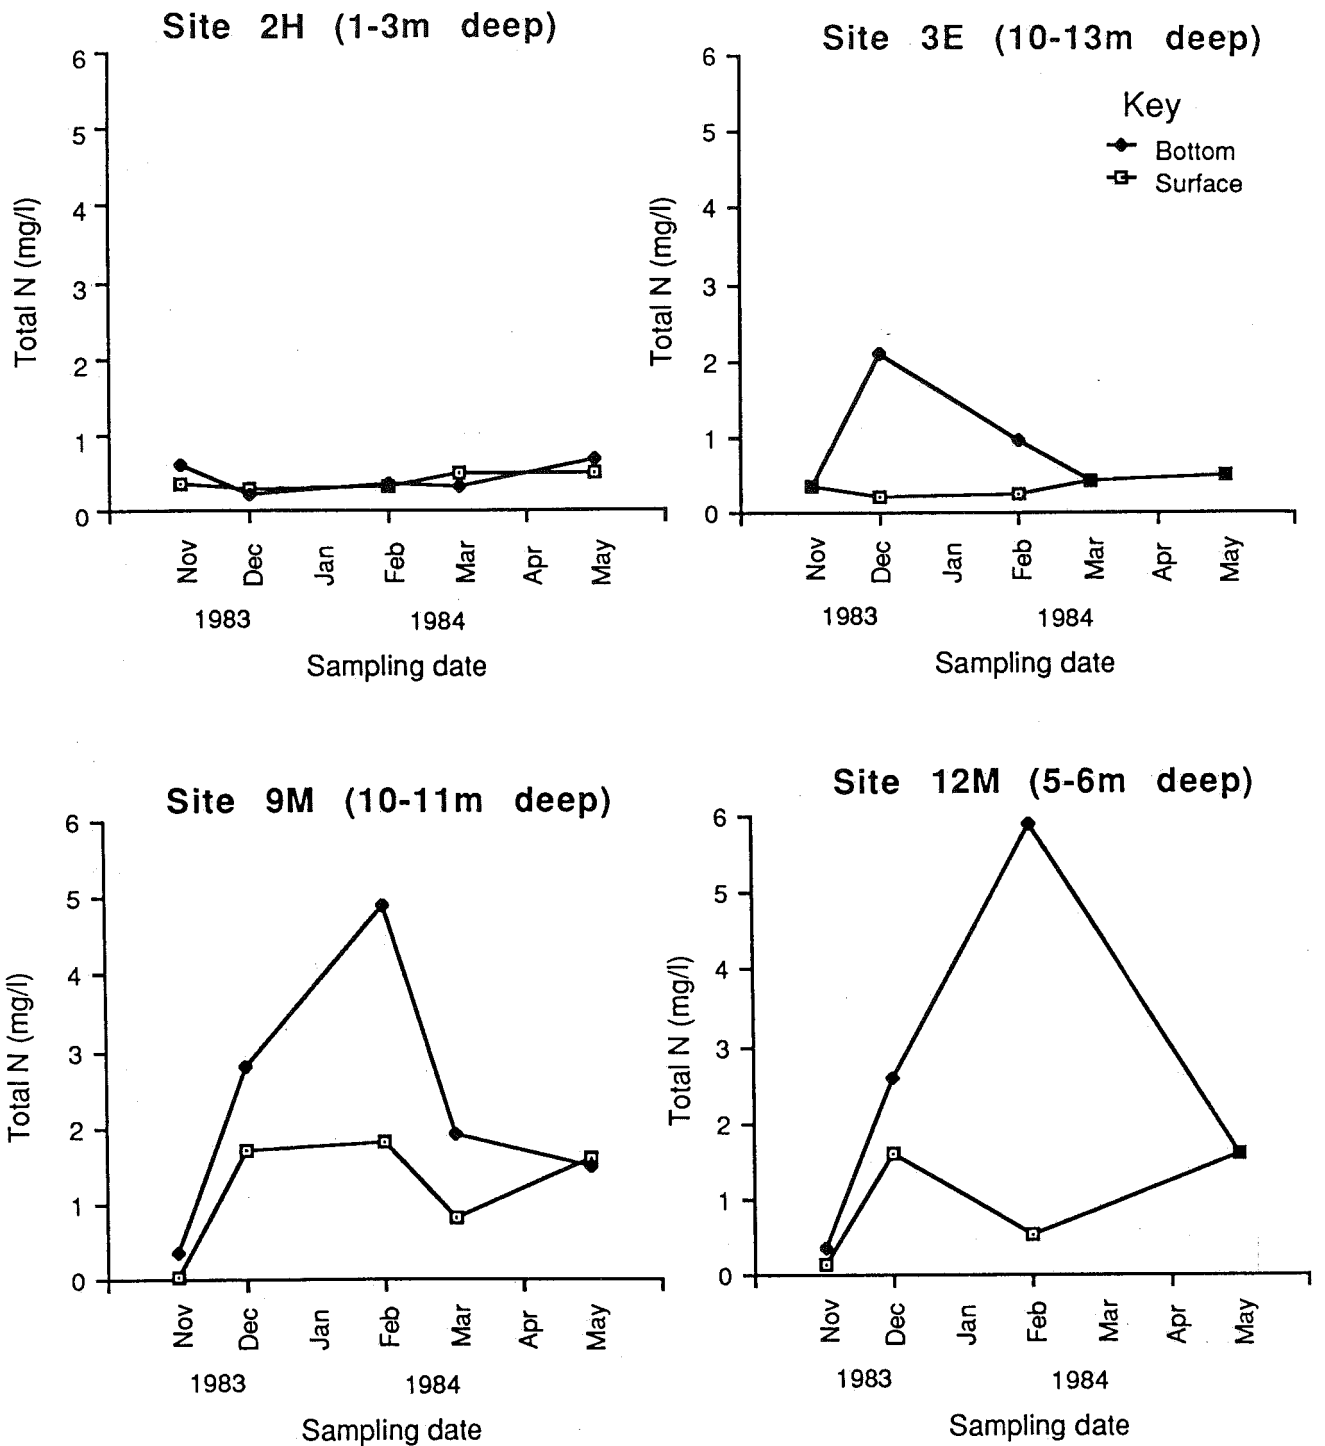 Site 2H (1-3m deep)
6
5
4
3
2
1
0
Total N (mg/l)
Nov
Dec
Jan
Feb
Mar
Apr
May
1983 1984
Sampling date
Site 3E (10-13m deep)
Key
Bottom
Surface
6
5
4
3
2
1
0
Total N (mg/l)
Nov
Dec
Jan
Feb
Mar
Apr
May
1983 1984
Sampling date
Site 9M (10-11m deep)
6
5
4
3
2
1
0
Total N (mg/l)
Nov
Dec
Jan
Feb
Mar
Apr
May
1983 1984
Sampling date
Site 12M (5-6m deep)
6
5
4
3
2
1
0
Total N (mg/l)
Nov
Dec
Jan
Feb
Mar
Apr
May
1983 1984
Sampling date